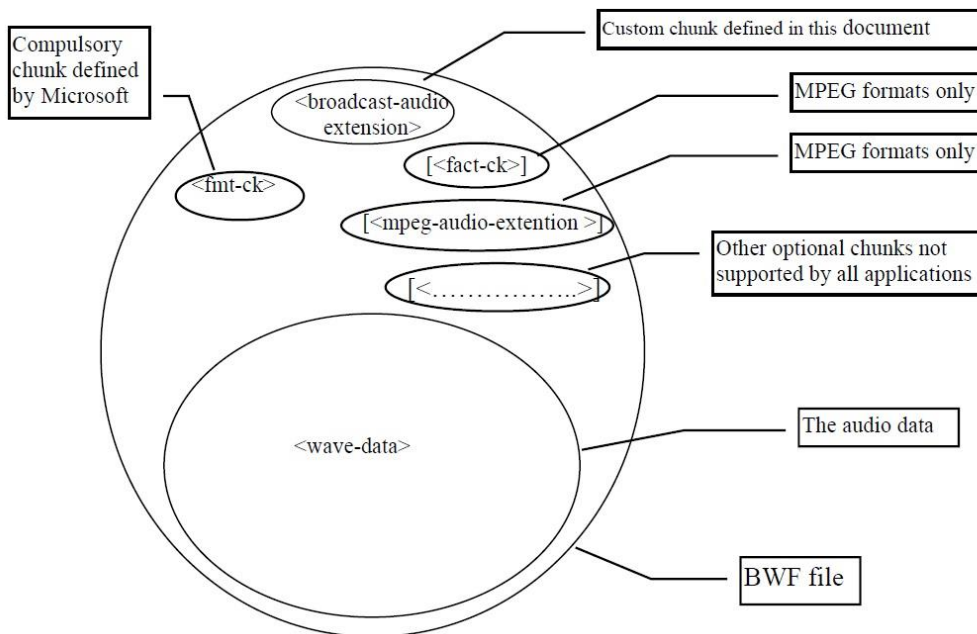 Custom chunk defined in this document
Compulsory
chunk defined
by Microsoft
<broadcast-audio
extension>
MPEG formats only
[<fact-ck>]
MPEG formats only
<fmt-ck>
[<mpeg-audio-extention >]
Other optional chunks not
supported by all applications
[<……………..>]
<wave-data>
The audio data
BWF file